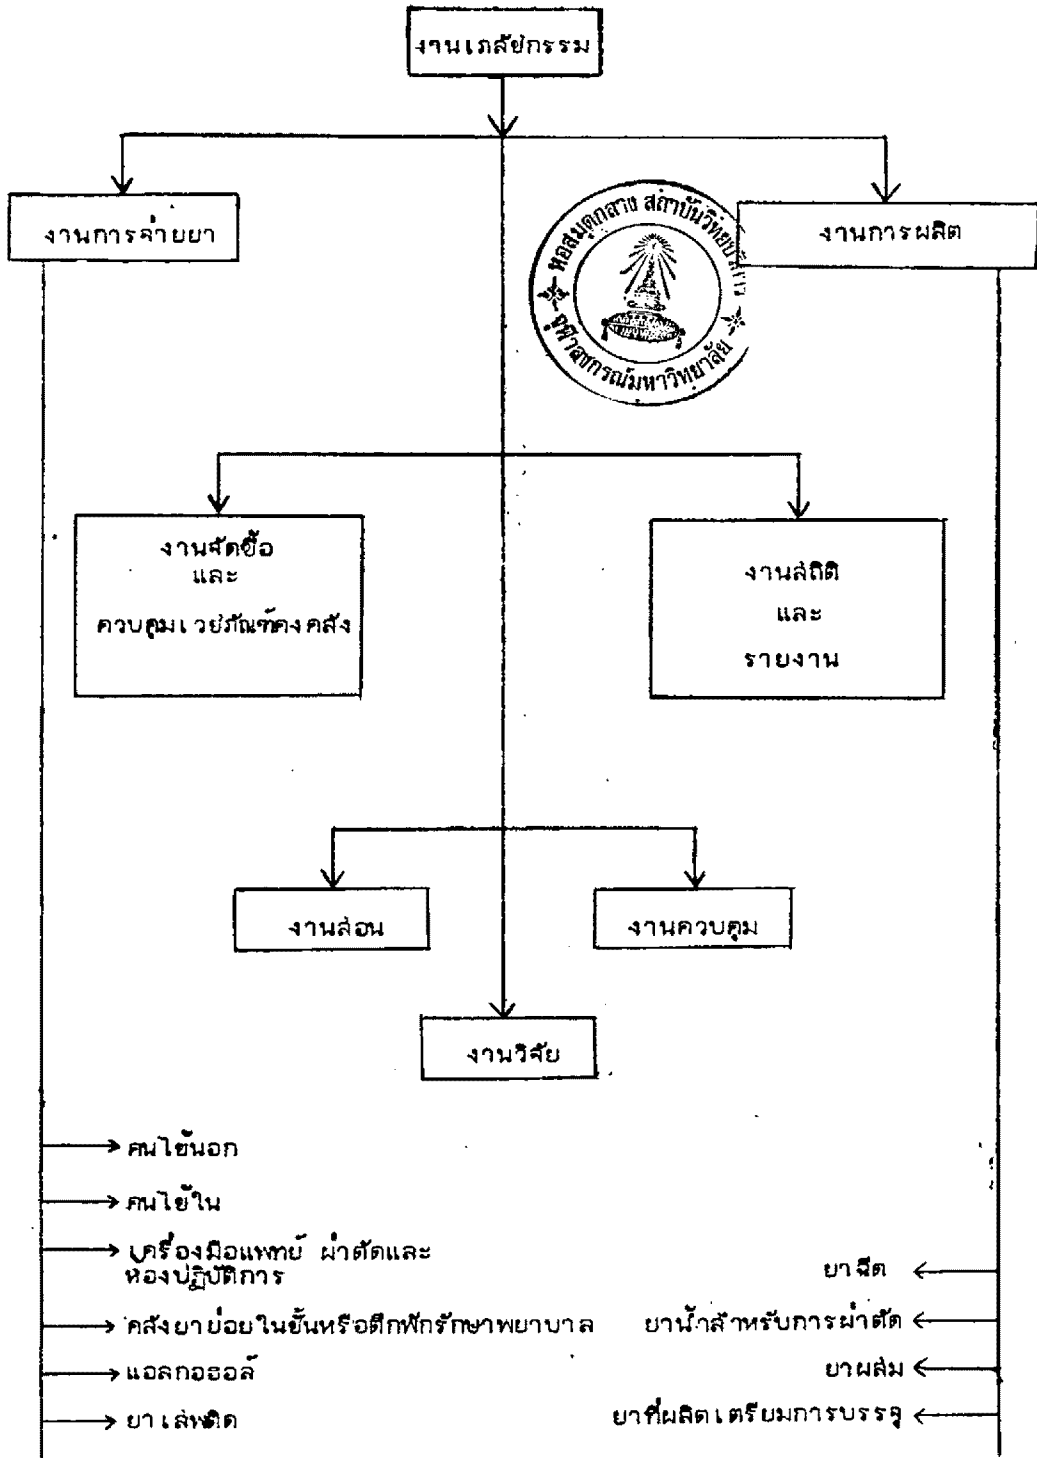 งานเภสัชกรรม
งานการจ่ายยา
งานการผลิต
หอสมุดกลาง สถาบันวิทยบริการ
จุฬาลงกรณ์มหาวิทยาลัย
งานจัดซื้อ
และ
ควบคุมเวชภัณฑ์คงคลัง
งานสถิติ
และ
รายงาน
งานสอน
งานควบคุม
งานวิจัย
คนไข้นอก
คนไข้ใน
เครื่องมือแพทย์ ผ่าตัดและ
ห้องปฏิบัติการ
คลังยาย่อยในชั้นหรือตึกพักรักษาพยาบาล
แอลกอฮอล์
ยาเสพติด
ยาฉีด
ยาน้ำสำหรับการผ่าตัด
ยาผสม
ยาที่ผลิตเตรียมการบรรจุ